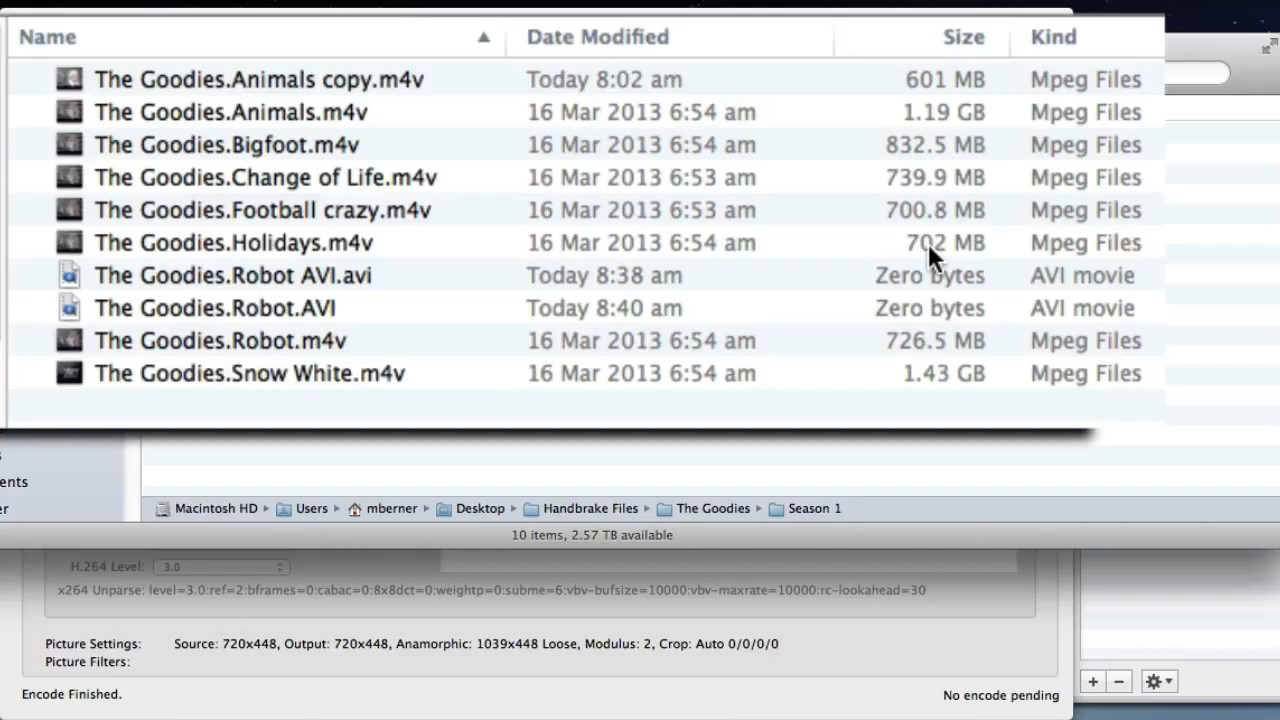 Name Date Modified Size Kind
The Goodies.Animals copy.m4v Today 8:02 am 601 MB Mpeg Files
The Goodies.Animals.m4v 16 Mar 2013 6:54 am 1.19 GB Mpeg Files
The Goodies.Bigfoot.m4v 16 Mar 2013 6:54 am 832.5 MB Mpeg Files
The Goodies.Change of Life.m4v 16 Mar 2013 6:53 am 739.9 MB Mpeg Files
The Goodies.Football crazy.m4v 16 Mar 2013 6:53 am 700.8 MB Mpeg Files
The Goodies.Holidays.m4v 16 Mar 2013 6:54 am 702 MB Mpeg Files
The Goodies.Robot AVI.avi Today 8:38 am Zero bytes AVI movie
The Goodies.Robot.AVI Today 8:40 am Zero bytes AVI movie
The Goodies.Robot.m4v 16 Mar 2013 6:54 am 726.5 MB Mpeg Files
The Goodies.Snow White.m4v 16 Mar 2013 6:54 am 1.43 GB Mpeg Files
ents
Macintosh HD Users mberner Desktop Handbrake Files The Goodies Season 1
10 items, 2.57 TB available
H.264 Level: 3.0
x264 Unparse: level=3.0:ref=2:bframes=0:cabac=0:8x8dct=0:weightp=0:subme=6:vbv-bufsize=10000:vbv-maxrate=10000:rc-lookahead=30
Picture Settings: Source: 720x448, Output: 720x448, Anamorphic: 1039x448 Loose, Modulus: 2, Crop: Auto 0/0/0/0
Picture Filters:
Encode Finished. No encode pending